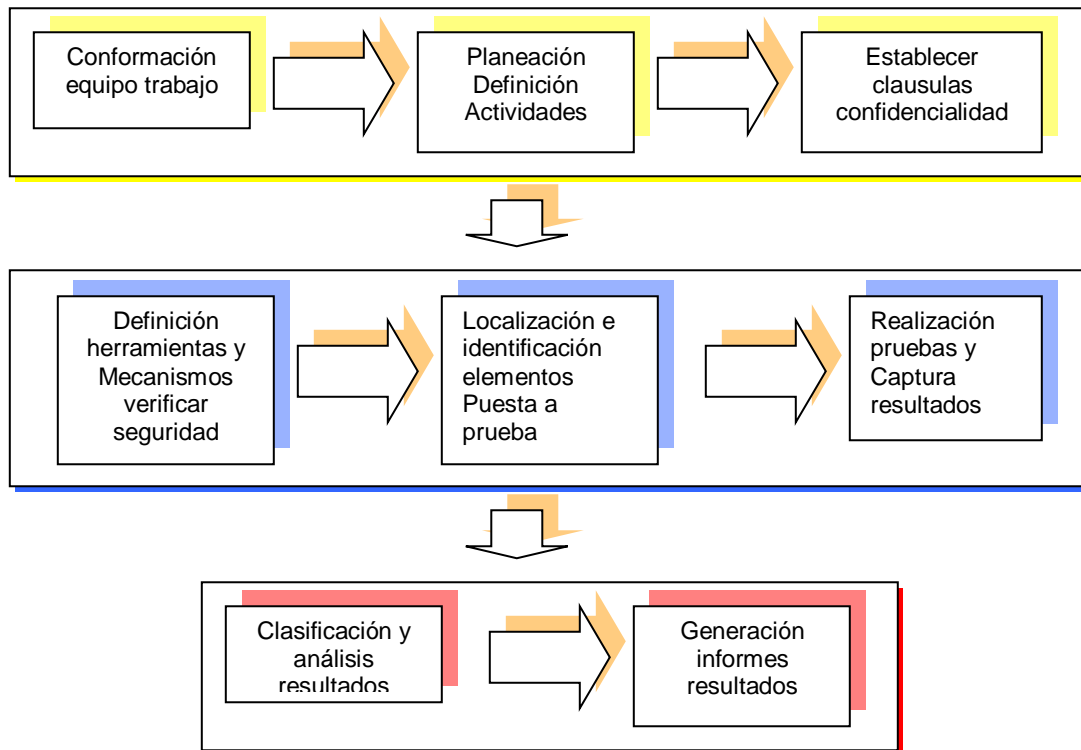 Conformación
equipo trabajo
Planeación
Definición
Actividades
Establecer
clausulas
confidencialidad
Definición
herramientas y
Mecanismos
verificar
seguridad
Localización e
identificación
elementos
Puesta a
prueba
Realización
pruebas y
Captura
resultados
Clasificación y
análisis
resultados
Generación
informes
resultados